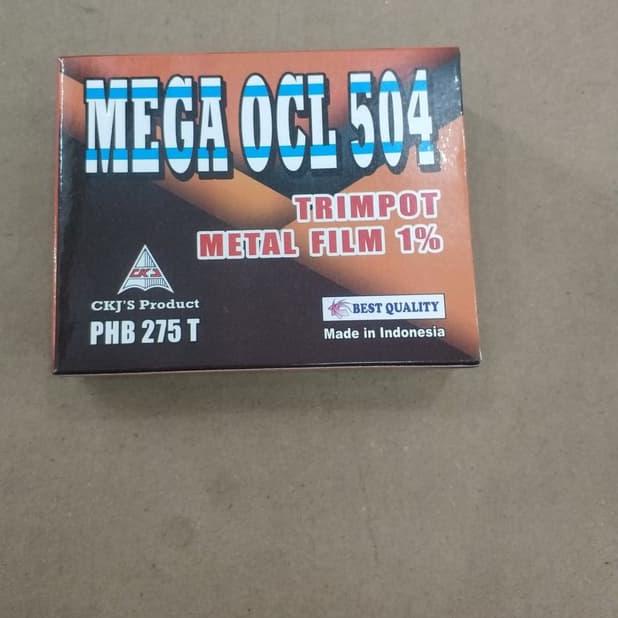 MEGA OCL 504
TRIMPOT
METAL FILM 1%
CKJ'S
CKJ'S Product
PHB 275 T
BEST QUALITY
Made in Indonesia